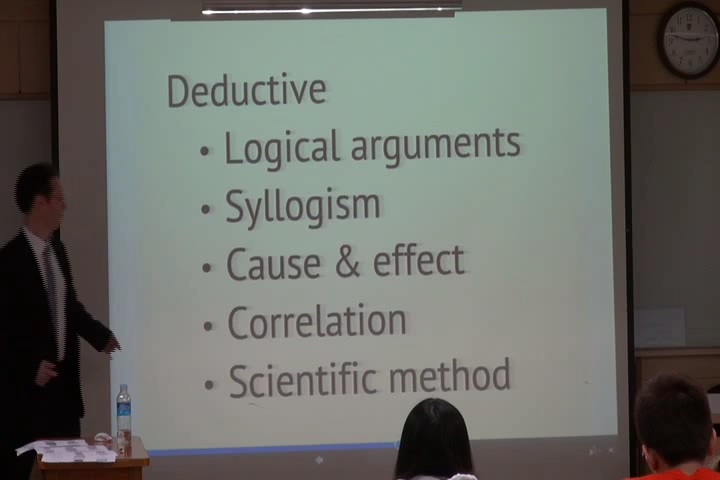 Deductive
• Logical arguments
• Syllogism
• Cause & effect
• Correlation
• Scientific method